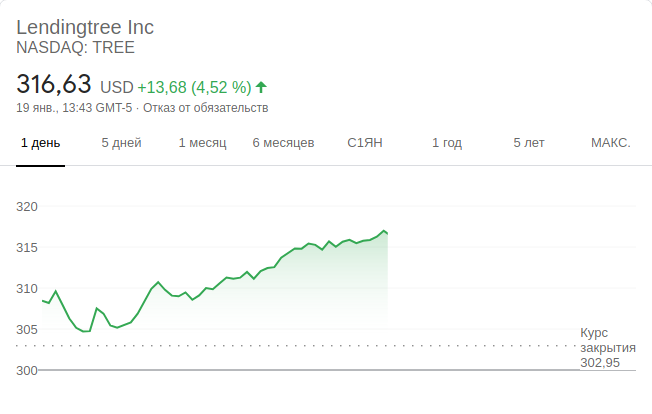 Lendingtree Inc
NASDAQ: TREE
316,63 USD +13,68 (4,52 %)
19 янв., 13:43 GMT-5 · Отказ от обязательств
1 день 5 дней 1 месяц 6 месяцев С1ЯН 1 год 5 лет МАКС.
320
315
310
305
Курс
закрытия
302,95
300